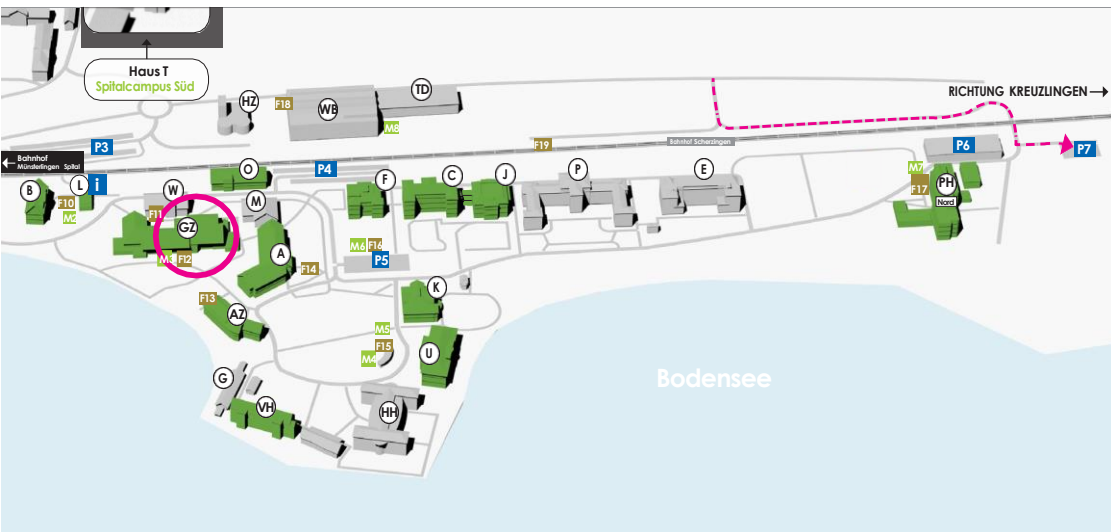 Haus T
Spitalcampus Süd
HZ
F18
WB
TD
M8
RICHTUNG KREUZLINGEN
P3
F19
Bahnhof Scherzingen
P6
P7
Bahnhof
Münsterlingen Spital
P4
B
L
i
O
W
M
F
C
J
P
E
M7
F17
PH
Nord
F10
M2
F11
GZ
M3
F12
A
F14
M6
F16
P5
F13
AZ
K
M5
F15
M4
U
G
VH
HH
Bodensee